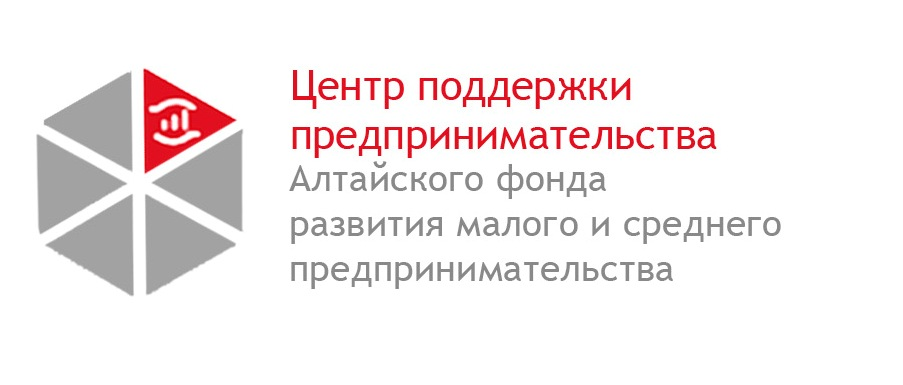 Центр поддержки
предпринимательства
Алтайского фонда
развития малого и среднего
предпринимательства